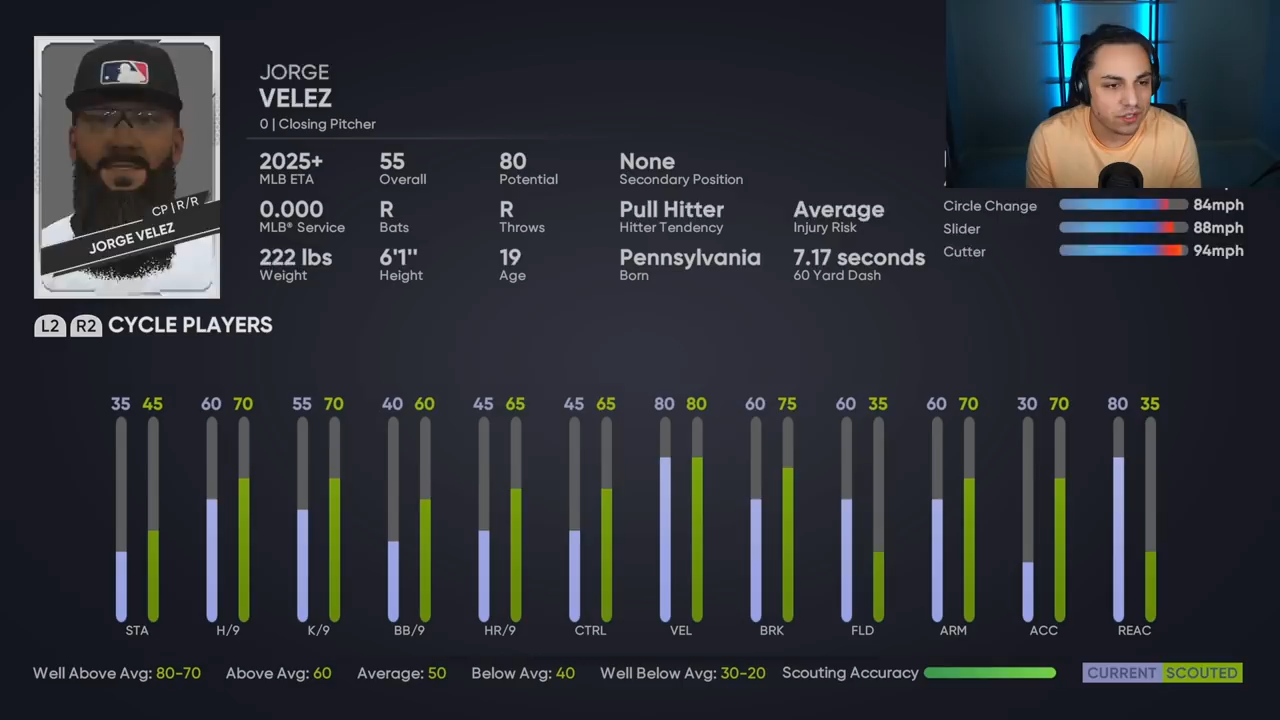 JORGE
VELEZ
0 | Closing Pitcher
CP | R/R
JORGE VELEZ
2025+ 55 80 None
MLB ETA Overall Potential Secondary Position
0.000 R R Pull Hitter Average
MLB® Service Bats Throws Hitter Tendency Injury Risk
222 lbs 6'1" 19 Pennsylvania 7.17 seconds
Weight Height Age Born 60 Yard Dash
Circle Change 84mph
Slider 88mph
Cutter 94mph
L2 R2 CYCLE PLAYERS
35 45 60 70 55 70 40 60 45 65 45 65 80 80 60 75 60 35 60 70 30 70 80 35
STA H/9 K/9 BB/9 HR/9 CTRL VEL BRK FLD ARM ACC REAC
Well Above Avg: 80-70 Above Avg: 60 Average: 50 Below Avg: 40 Well Below Avg: 30-20 Scouting Accuracy CURRENT SCOUTED